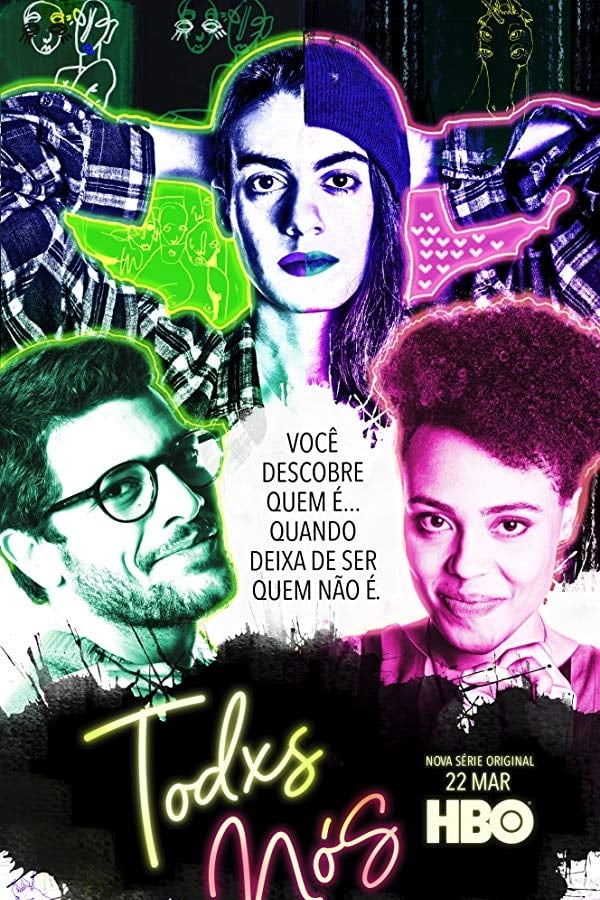 VOCÊ
DESCOBRE
QUEM É...
QUANDO
DEIXA DE SER
QUEM NÃO É.
Todxs
Nós
NOVA SÉRIE ORIGINAL
22 MAR
HBO